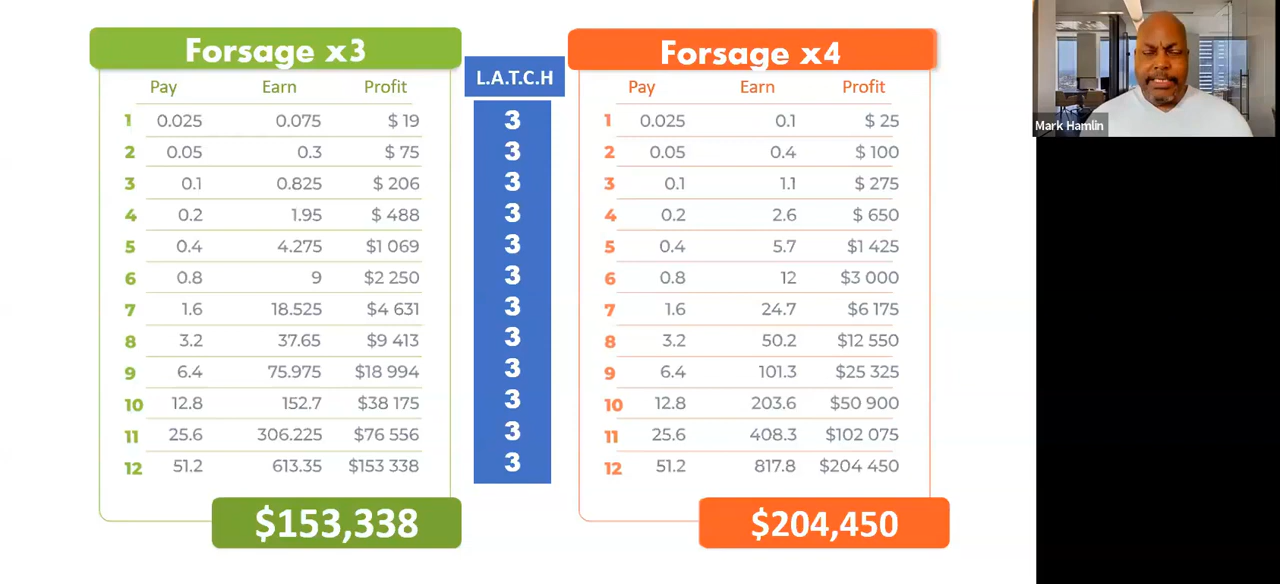 Forsage x3
Pay Earn Profit
1 0.025 0.075 $ 19
2 0.05 0.3 $ 75
3 0.1 0.825 $ 206
4 0.2 1.95 $ 488
5 0.4 4.275 $1 069
6 0.8 9 $2 250
7 1.6 18.525 $4 631
8 3.2 37.65 $9 413
9 6.4 75.975 $18 994
10 12.8 152.7 $38 175
11 25.6 306.225 $76 556
12 51.2 613.35 $153 338
$153,338
L.A.T.C.H
3
3
3
3
3
3
3
3
3
3
3
3
Forsage x4
Pay Earn Profit
1 0.025 0.1 $ 25
2 0.05 0.4 $ 100
3 0.1 1.1 $ 275
4 0.2 2.6 $ 650
5 0.4 5.7 $1 425
6 0.8 12 $3 000
7 1.6 24.7 $6 175
8 3.2 50.2 $12 550
9 6.4 101.3 $25 325
10 12.8 203.6 $50 900
11 25.6 408.3 $102 075
12 51.2 817.8 $204 450
$204,450
Mark Hamlin